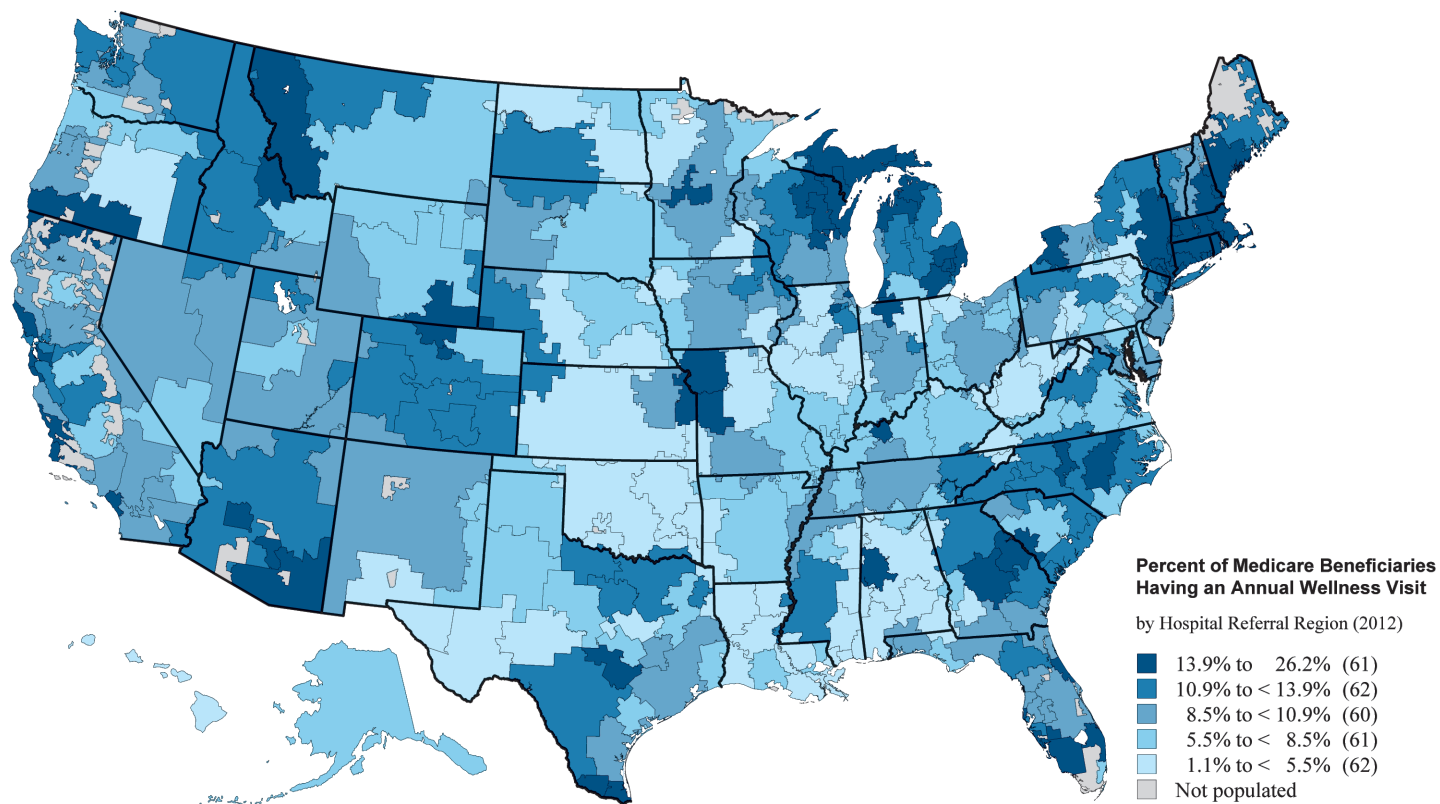 Percent of Medicare Beneficiaries
Having an Annual Wellness Visit
by Hospital Referral Region (2012)
13.9% to 26.2% (61)
10.9% to < 13.9% (62)
8.5% to < 10.9% (60)
5.5% to < 8.5% (61)
1.1% to < 5.5% (62)
Not populated